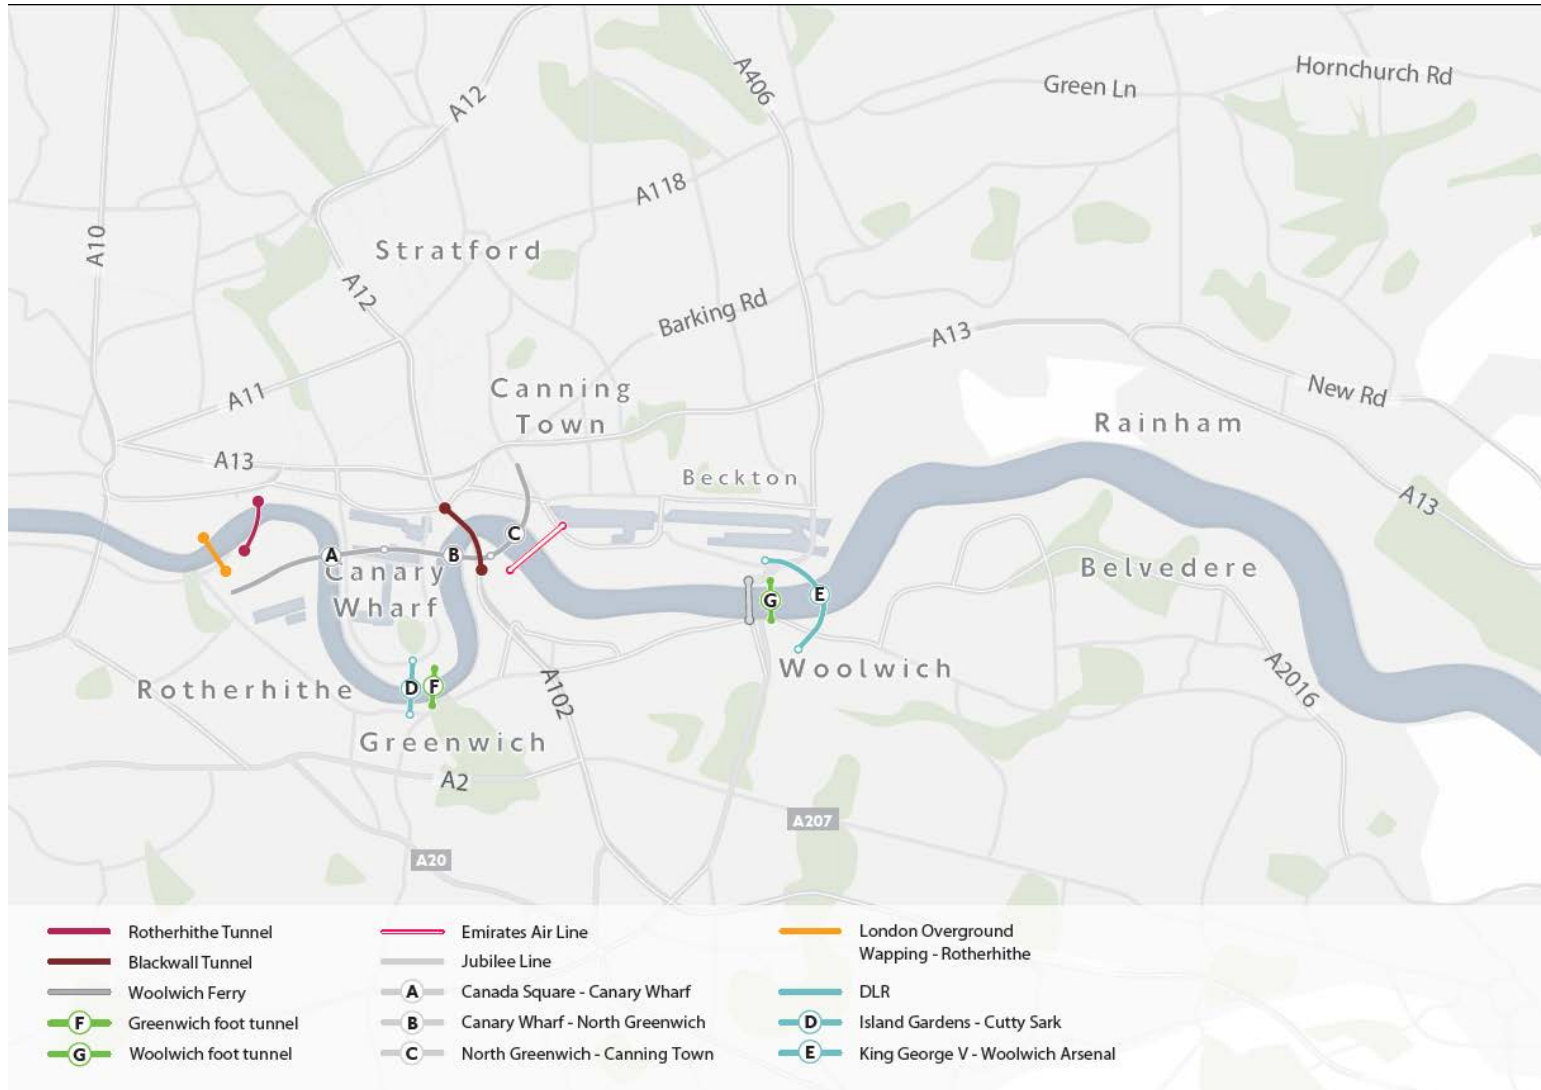 A406
Green Ln
Hornchurch Rd
A12
A118
A10
Stratford
A12
Barking Rd
A13
Canning
Town
A11
New Rd
Rainham
A13
Beckton
A13
C
A
B
Canary
Wharf
Belvedere
G
E
Woolwich
Rotherhithe
D
F
A102
A2016
Greenwich
A2
A207
A20
Rotherhithe Tunnel
Blackwall Tunnel
Woolwich Ferry
F Greenwich foot tunnel
G Woolwich foot tunnel
Emirates Air Line
Jubilee Line
A Canada Square - Canary Wharf
B Canary Wharf - North Greenwich
C North Greenwich - Canning Town
London Overground
Wapping - Rotherhithe
DLR
D Island Gardens - Cutty Sark
E King George V - Woolwich Arsenal